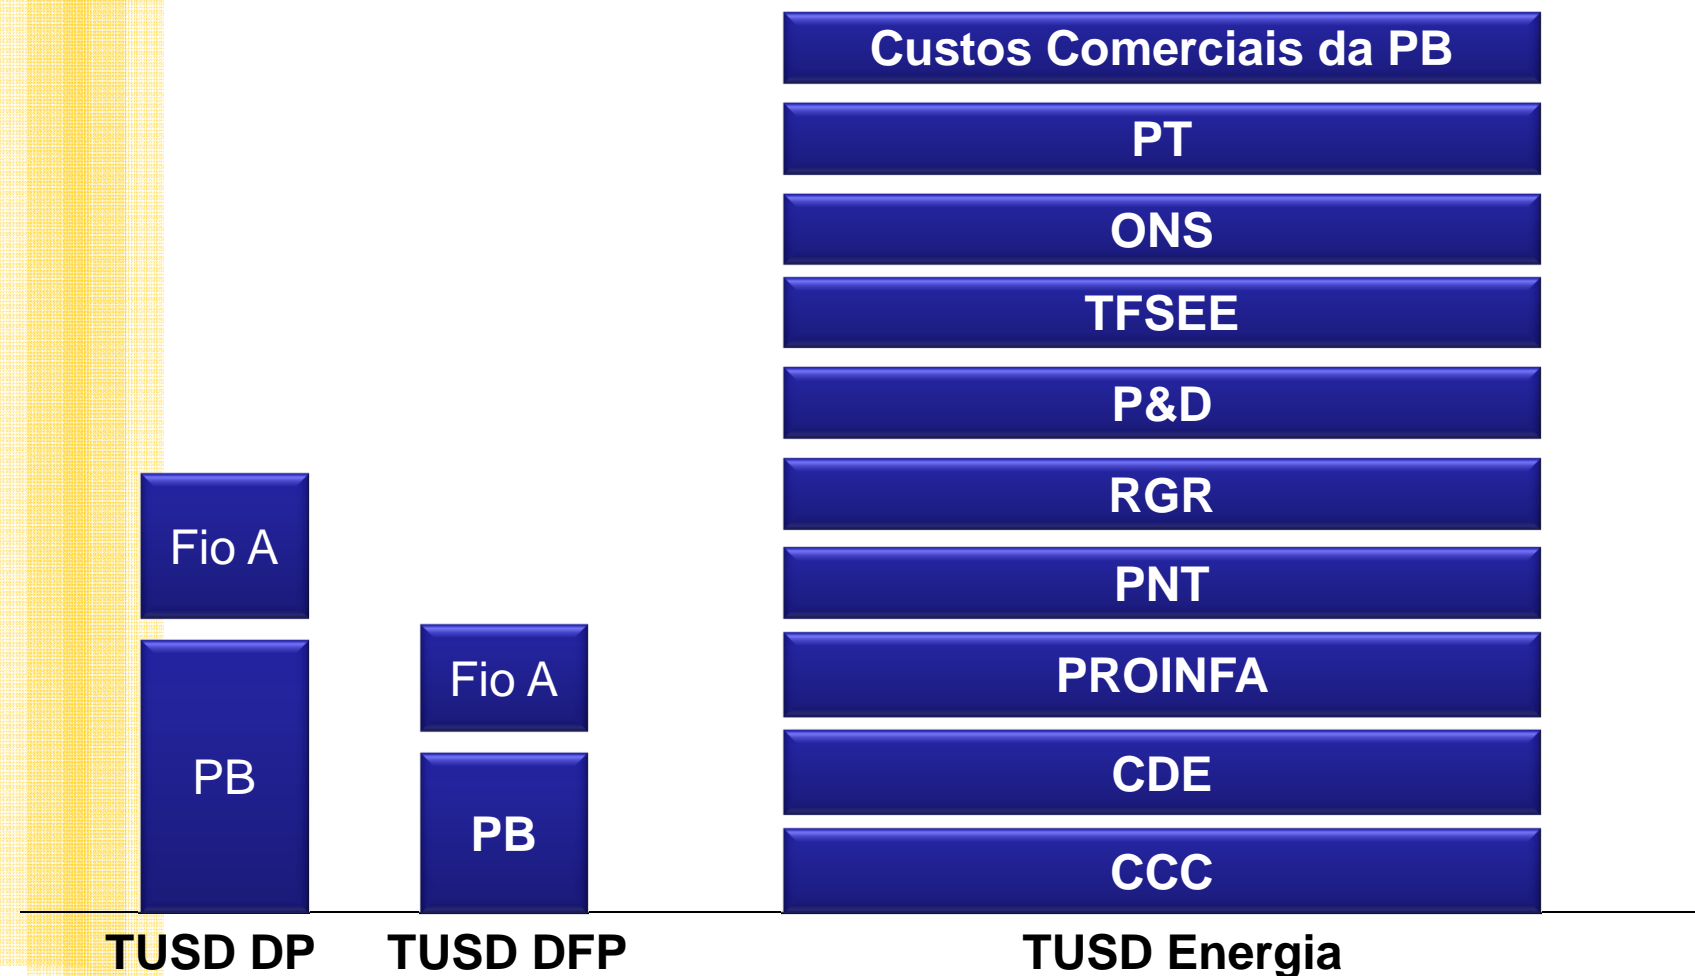 Custos Comerciais da PB
PT
ONS
TFSEE
P&D
RGR
PNT
PROINFA
CDE
CCC
Fio A
PB
Fio A
PB
TUSD DP
TUSD DFP
TUSD Energia